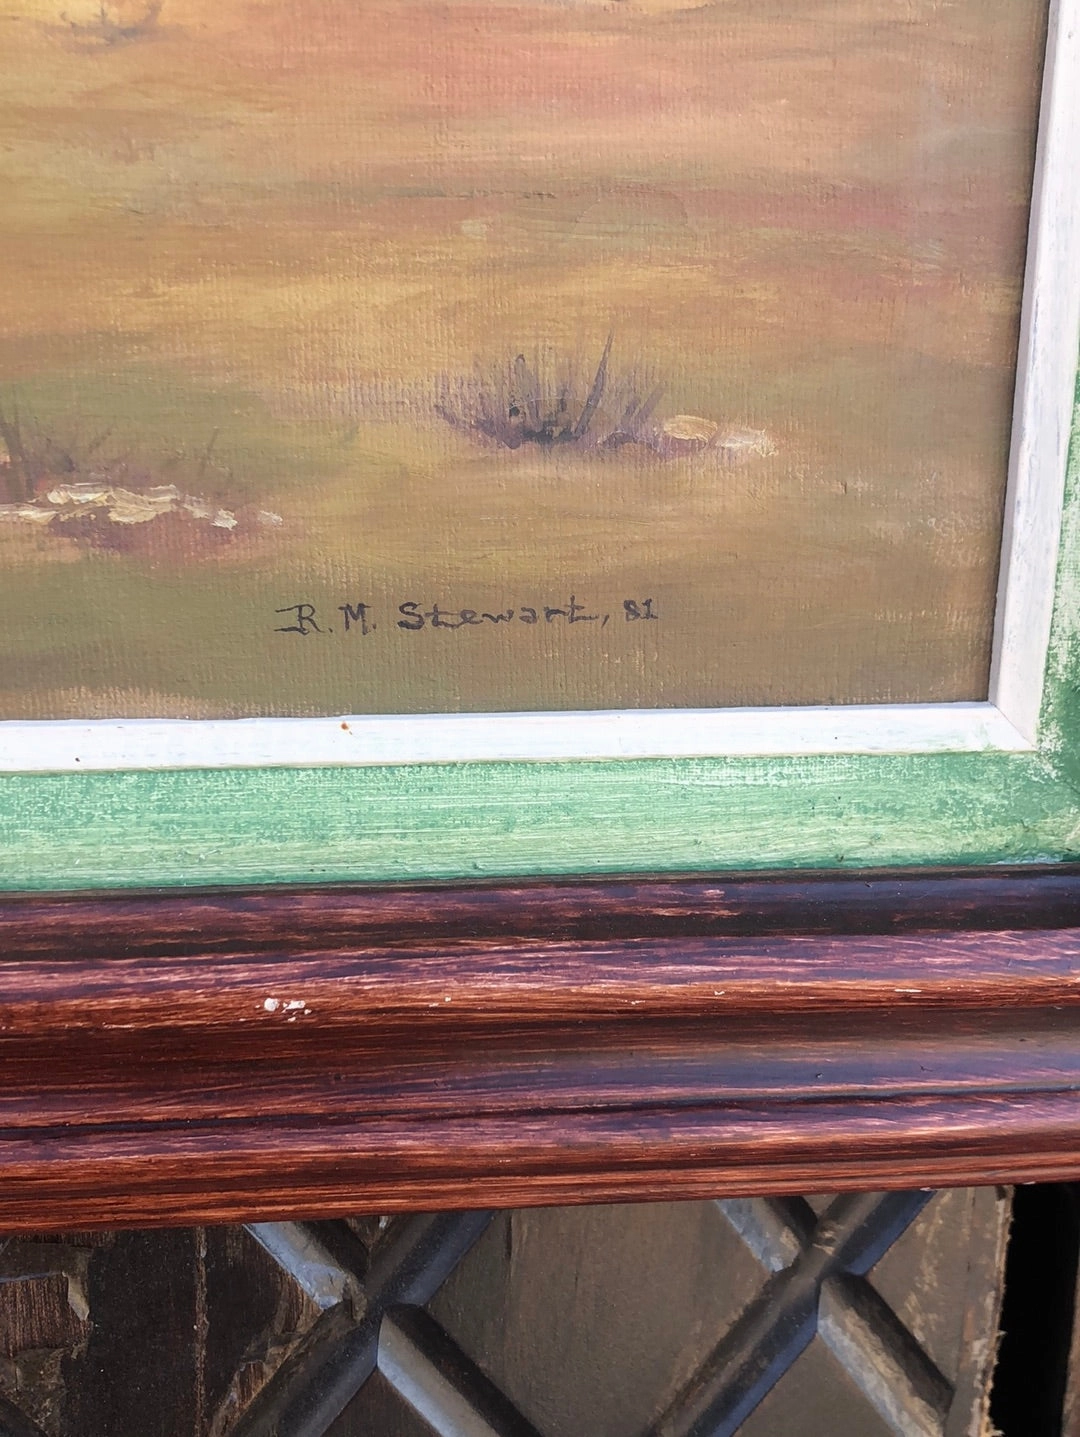 R. M. Stewart, 81